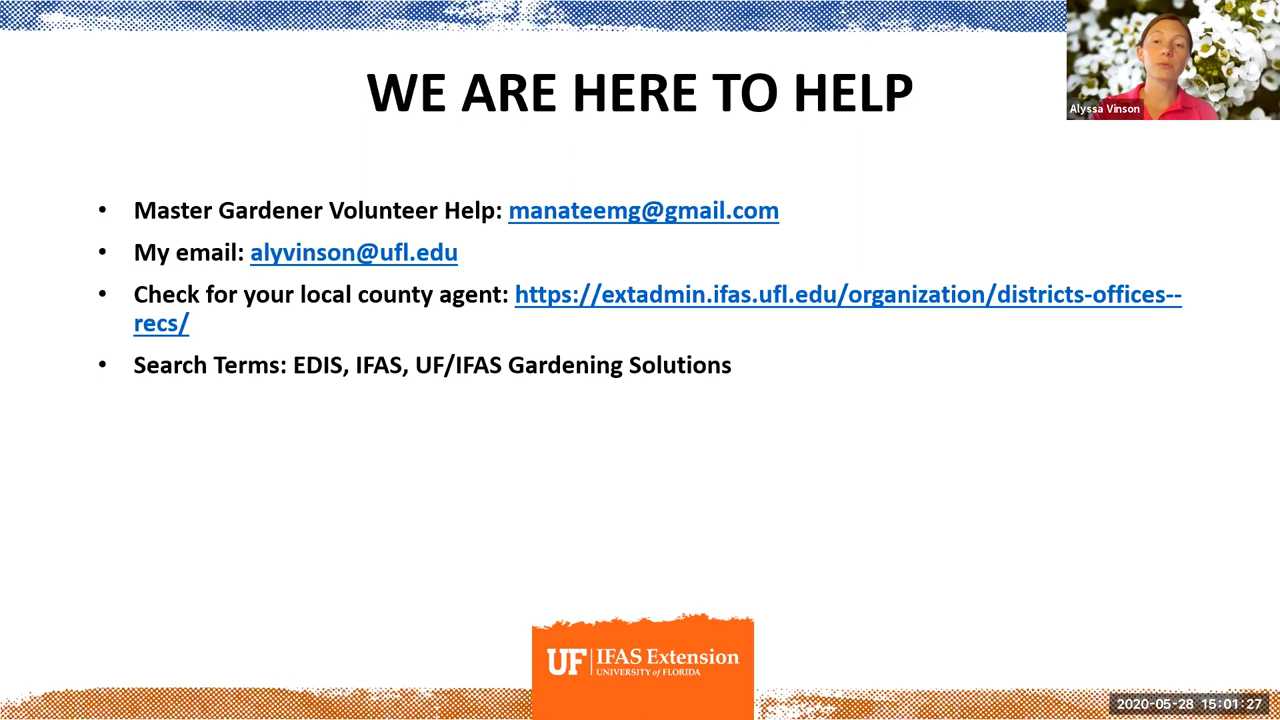 WE ARE HERE TO HELP
Alyssa Vinson
• Master Gardener Volunteer Help: manateemg@gmail.com
• My email: alyvinson@ufl.edu
• Check for your local county agent: https://extadmin.ifas.ufl.edu/organization/districts-offices--
recs/
• Search Terms: EDIS, IFAS, UF/IFAS Gardening Solutions
UF | IFAS Extension
UNIVERSITY of FLORIDA
2020-05-28 15:01:27